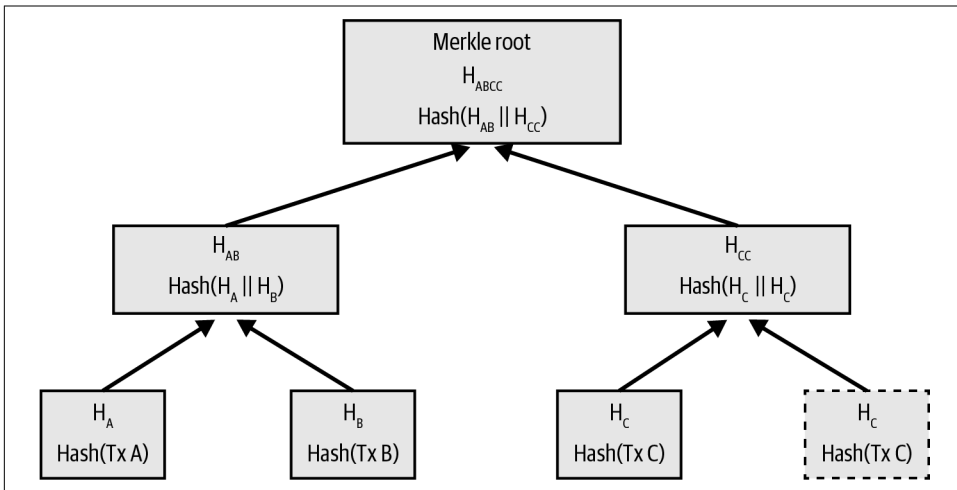 Merkle root
H_ABCC
Hash(H_AB || H_CC)
H_AB
Hash(H_A || H_B)
H_CC
Hash(H_C || H_C)
H_A
Hash(Tx A)
H_B
Hash(Tx B)
H_C
Hash(Tx C)
H_C
Hash(Tx C)